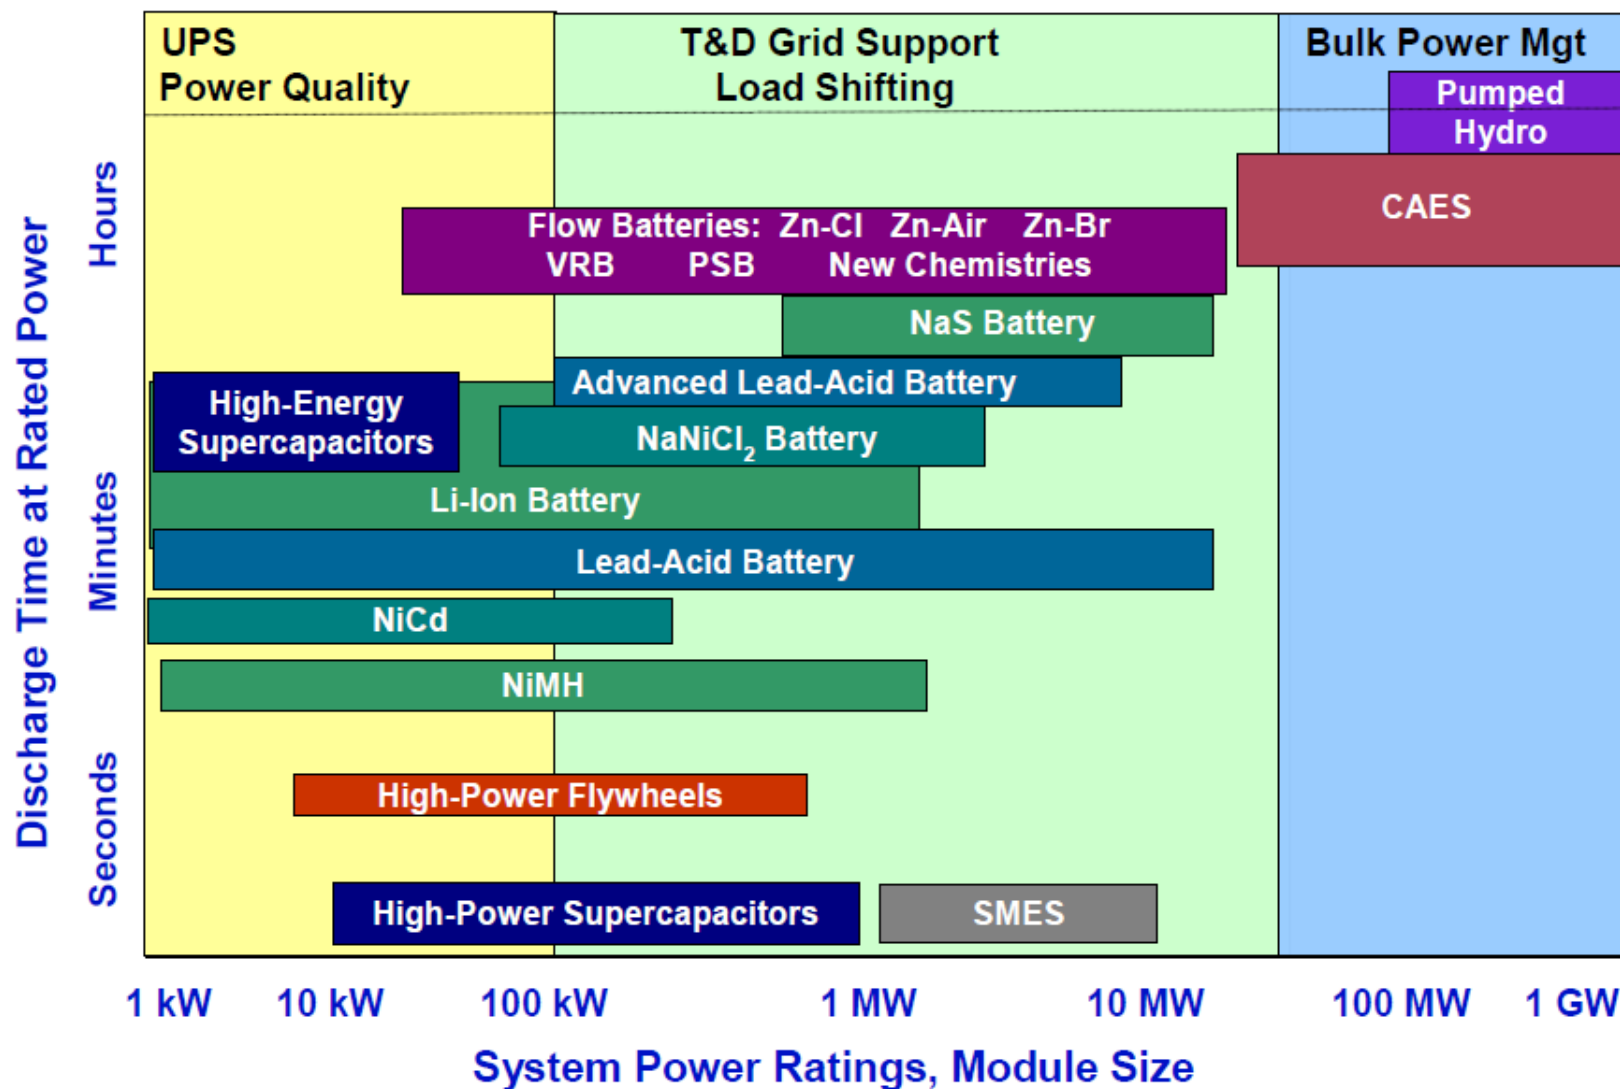 UPS
Power Quality
T&D Grid Support
Load Shifting
Bulk Power Mgt
Pumped
Hydro
CAES
Flow Batteries: Zn-Cl Zn-Air Zn-Br
VRB PSB New Chemistries
NaS Battery
Advanced Lead-Acid Battery
High-Energy
Supercapacitors
NaNiCl₂ Battery
Li-Ion Battery
Lead-Acid Battery
NiCd
NiMH
High-Power Flywheels
High-Power Supercapacitors
SMES
Discharge Time at Rated Power
Hours
Minutes
Seconds
1 kW 10 kW 100 kW 1 MW 10 MW 100 MW 1 GW
System Power Ratings, Module Size